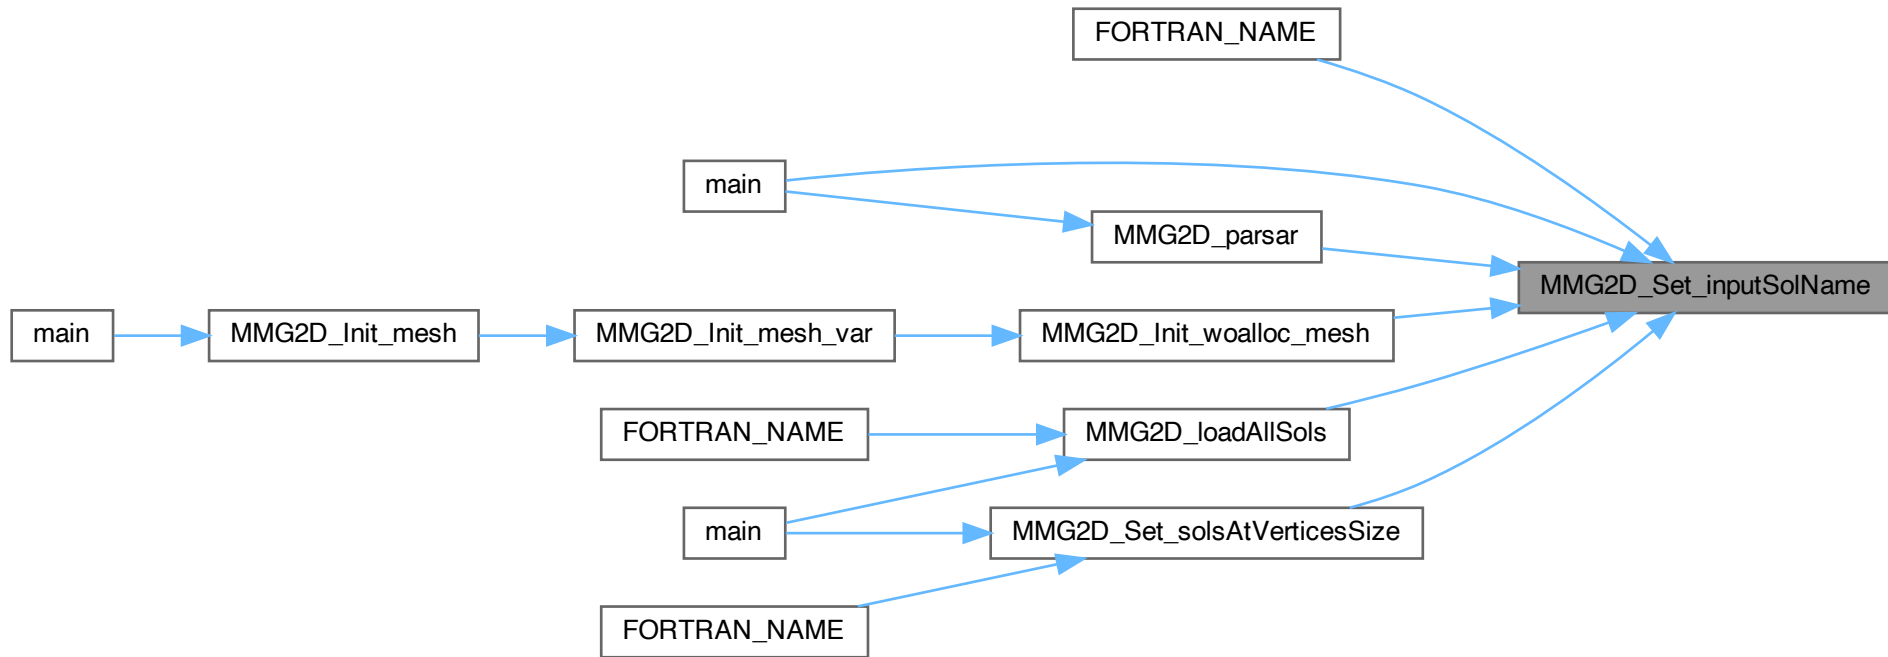 FORTRAN_NAME
main
MMG2D_parsar
MMG2D_Set_inputSolName
main
MMG2D_Init_mesh
MMG2D_Init_mesh_var
MMG2D_Init_woalloc_mesh
FORTRAN_NAME
MMG2D_loadAllSols
main
MMG2D_Set_solsAtVerticesSize
FORTRAN_NAME